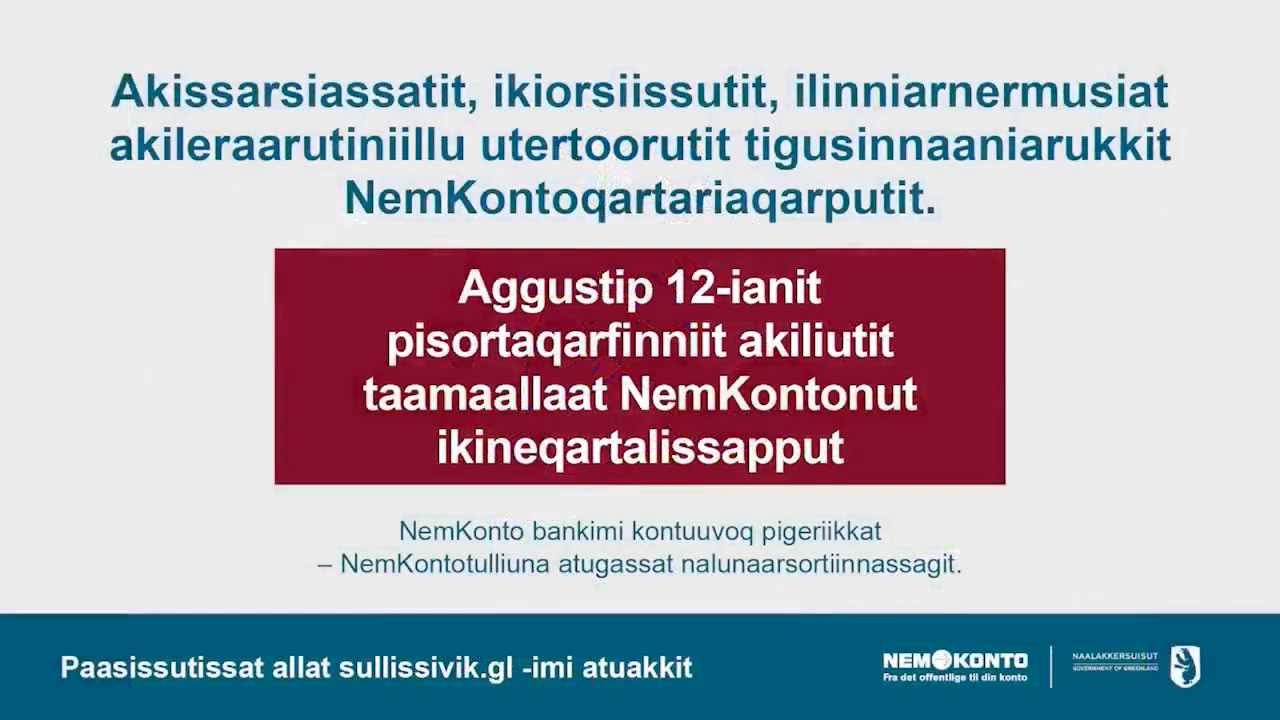 Akissarsiassatit, ikiorsiissutit, ilinniarnermusiat
akileraarutiniillu utertoorutit tigusinnaaniarukkit
NemKontoqartariaqarputit.
Aggustip 12-ianit
pisortaqarfinniit akiliutit
taamaallaat NemKontonut
ikineqartalissapput
NemKonto bankimi kontuuvoq pigeriikkat
– NemKontotulliuna atugassat nalunaarsortiinnassagit.
Paasissutissat allat sullissivik.gl -imi atuakkit
NEMKONTO
Fra det offentlige til din konto
NAALAKKERSUISUT
GOVERNMENT OF GREENLAND